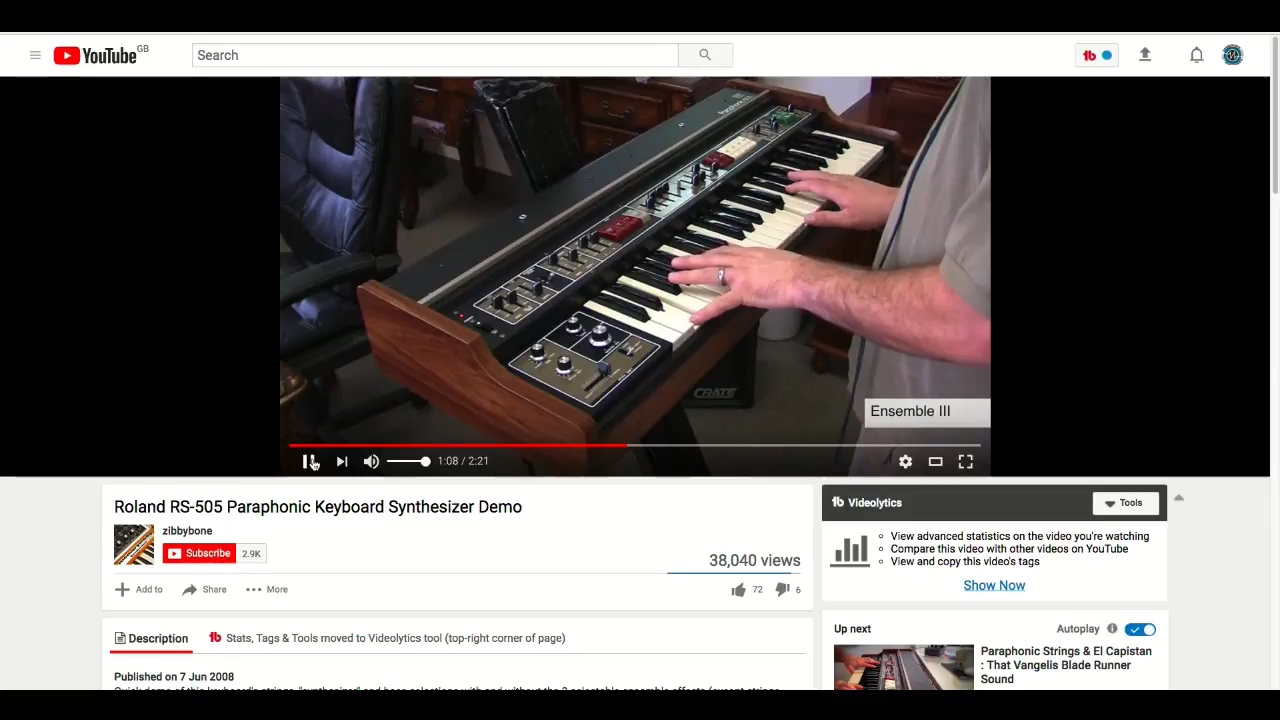 YouTube GB
Search
Paraphonic 505
CRATE
Ensemble III
1:08 / 2:21
Roland RS-505 Paraphonic Keyboard Synthesizer Demo
zibbybone
Subscribe 2.9K
38,040 views
Add to Share More
72 6
Description
Stats, Tags & Tools moved to Videolytics tool (top-right corner of page)
Published on 7 Jun 2008
tb Videolytics
Tools
View advanced statistics on the video you're watching
Compare this video with other videos on YouTube
View and copy this video's tags
Show Now
Up next
Autoplay
Paraphonic Strings & El Capistan
: That Vangelis Blade Runner
Sound